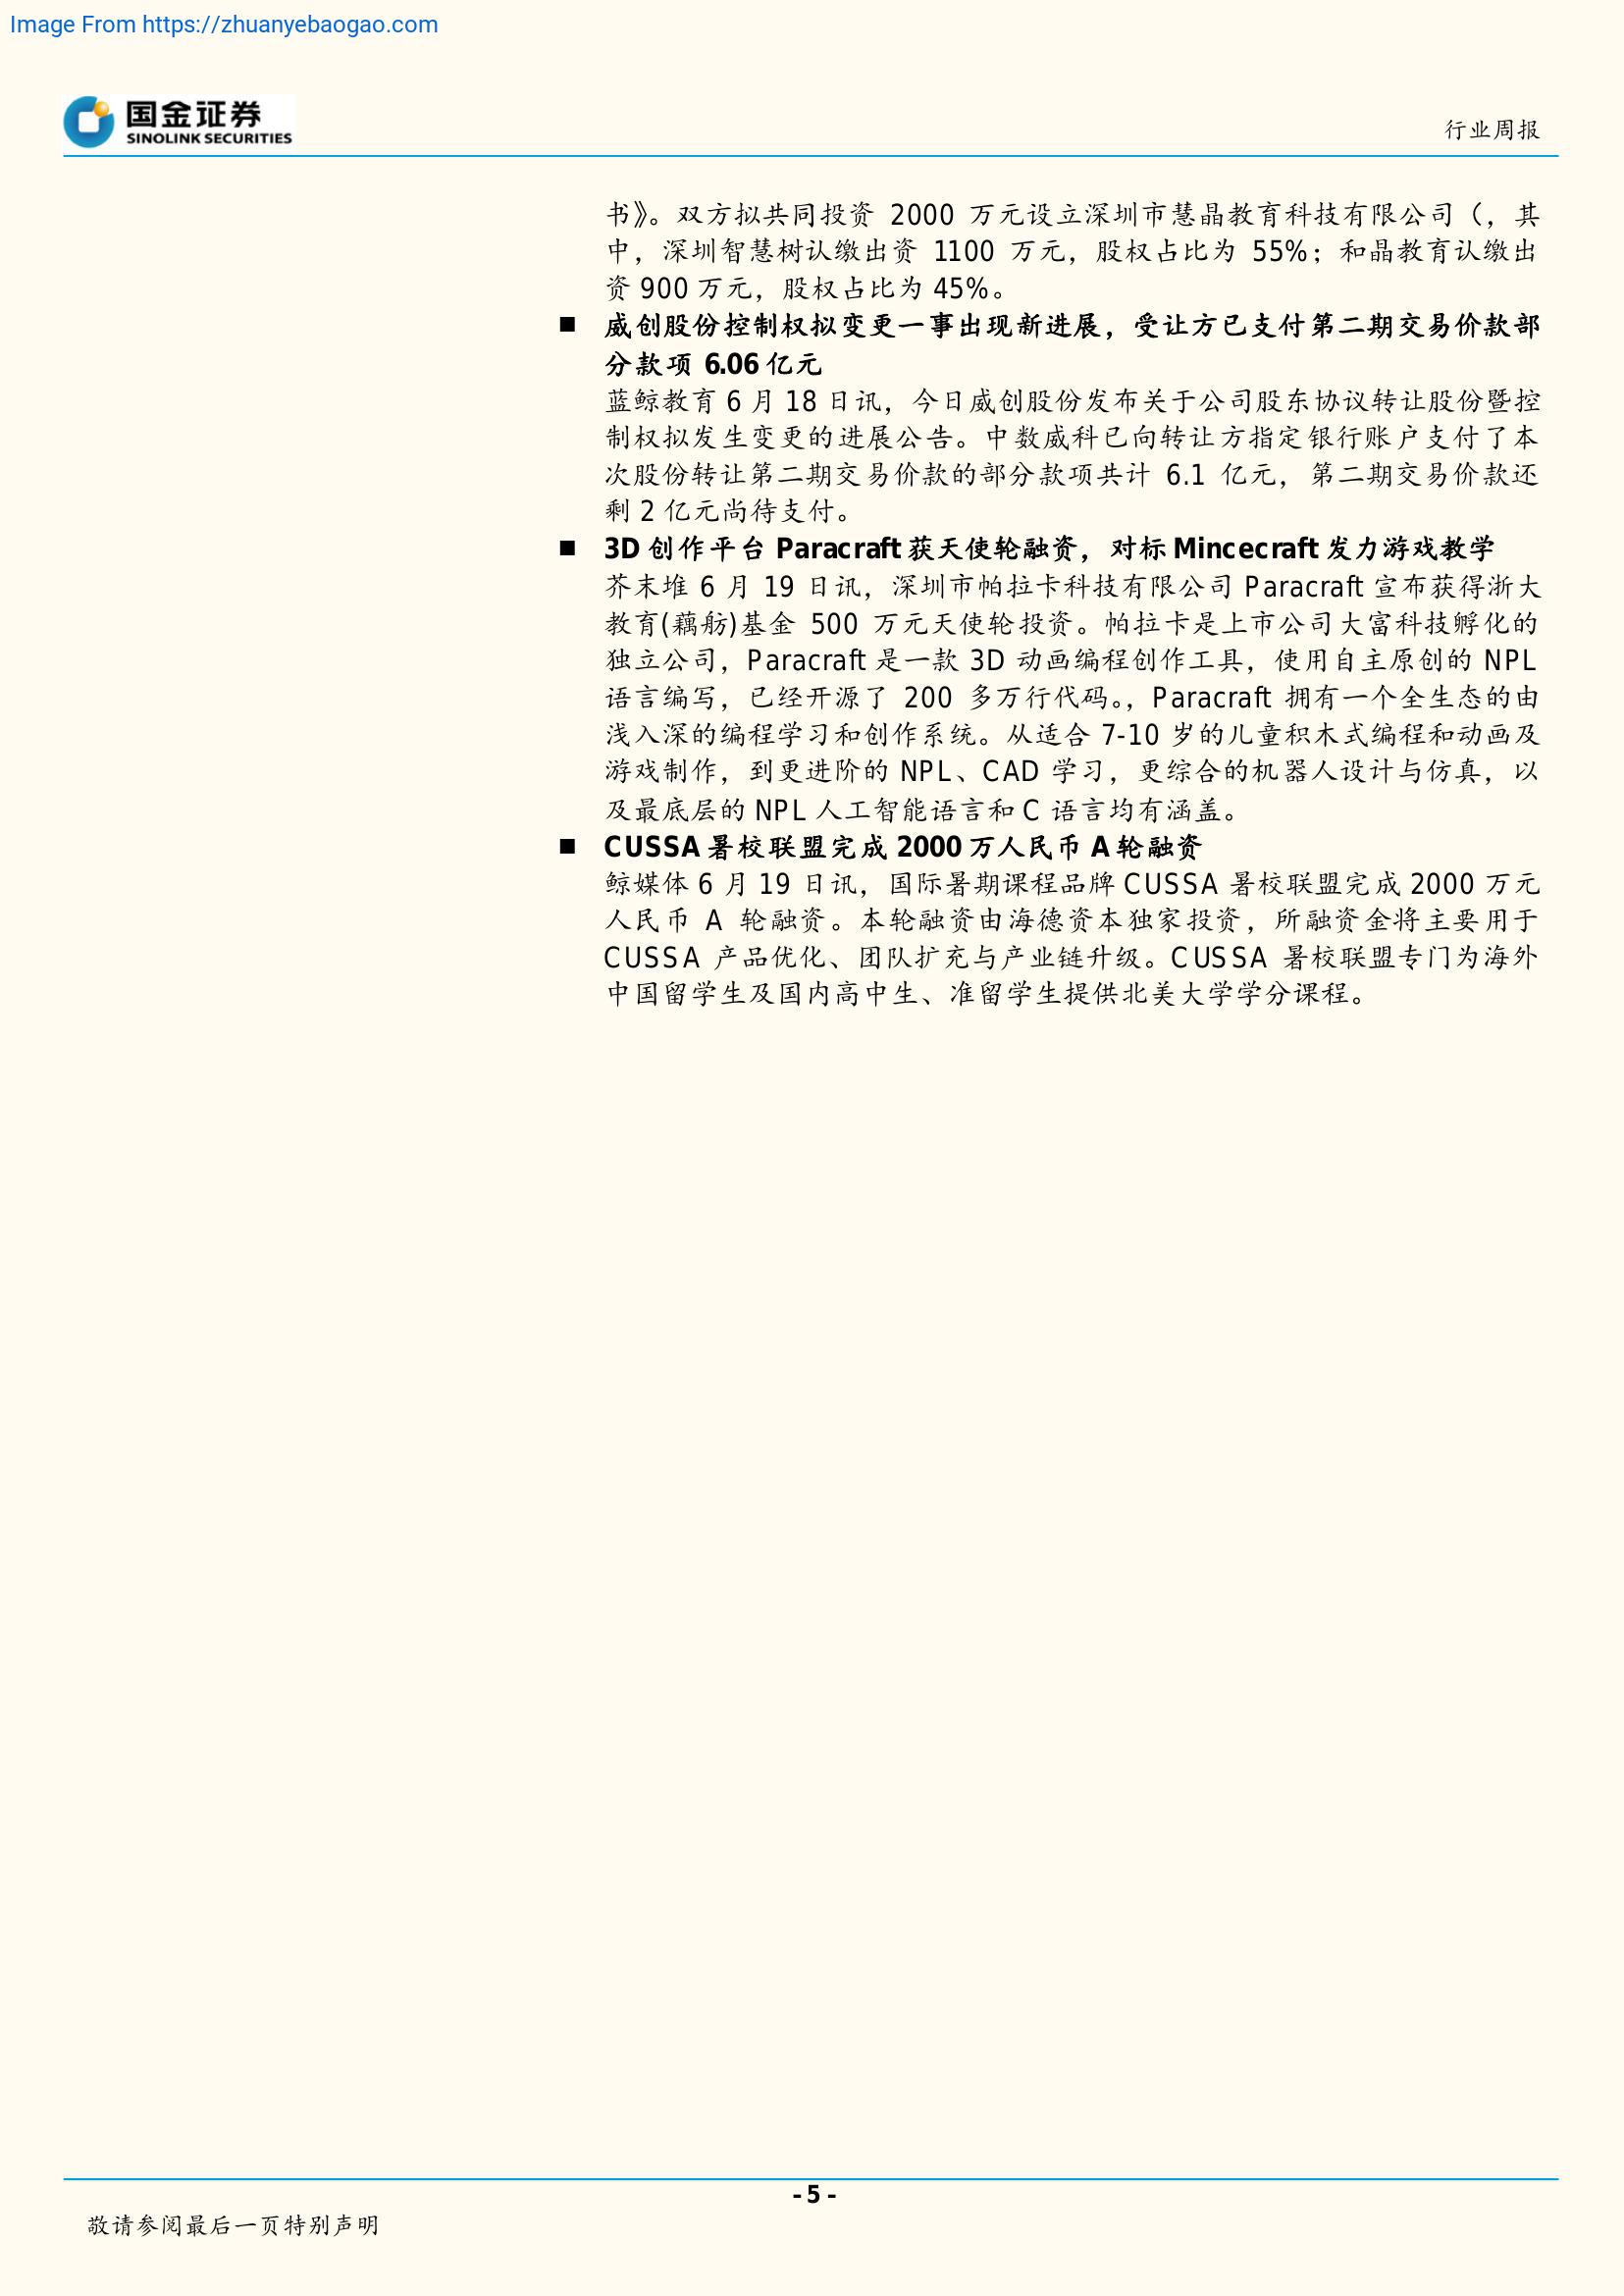 Image From https://zhuanyebaogao.com
国金证券
SINOLINK SECURITIES
行业周报
书》。双方拟共同投资 2000 万元设立深圳市慧晶教育科技有限公司（，其
中，深圳智慧树认缴出资 1100 万元，股权占比为 55%；和晶教育认缴出
资 900 万元，股权占比为 45%。
■ 威创股份控制权拟变更一事出现新进展，受让方已支付第二期交易价款部
分款项 6.06 亿元
蓝鲸教育 6 月 18 日讯，今日威创股份发布关于公司股东协议转让股份暨控
制权拟发生变更的进展公告。中数威科已向转让方指定银行账户支付了本
次股份转让第二期交易价款的部分款项共计 6.1 亿元，第二期交易价款还
剩 2 亿元尚待支付。
■ 3D 创作平台 Paracraft 获天使轮融资，对标 Mincecraft 发力游戏教学
芥末堆 6 月 19 日讯，深圳市帕拉卡科技有限公司 Paracraft 宣布获得浙大
教育(藕舫)基金 500 万元天使轮投资。帕拉卡是上市公司大富科技孵化的
独立公司，Paracraft 是一款 3D 动画编程创作工具，使用自主原创的 NPL
语言编写，已经开源了 200 多万行代码。，Paracraft 拥有一个全生态的由
浅入深的编程学习和创作系统。从适合 7-10 岁的儿童积木式编程和动画及
游戏制作，到更进阶的 NPL、CAD 学习，更综合的机器人设计与仿真，以
及最底层的 NPL 人工智能语言和 C 语言均有涵盖。
■ CUSSA 暑校联盟完成 2000 万人民币 A 轮融资
鲸媒体 6 月 19 日讯，国际暑期课程品牌 CUSSA 暑校联盟完成 2000 万元
人民币 A 轮融资。本轮融资由海德资本独家投资，所融资金将主要用于
CUSSA 产品优化、团队扩充与产业链升级。CUSSA 暑校联盟专门为海外
中国留学生及国内高中生、准留学生提供北美大学学分课程。
- 5 -
敬请参阅最后一页特别声明